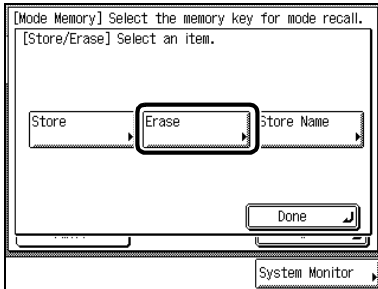 [Mode Memory] Select the memory key for mode recall.
[Store/Erase] Select an item.
Store
Erase
Store Name
Done
System Monitor